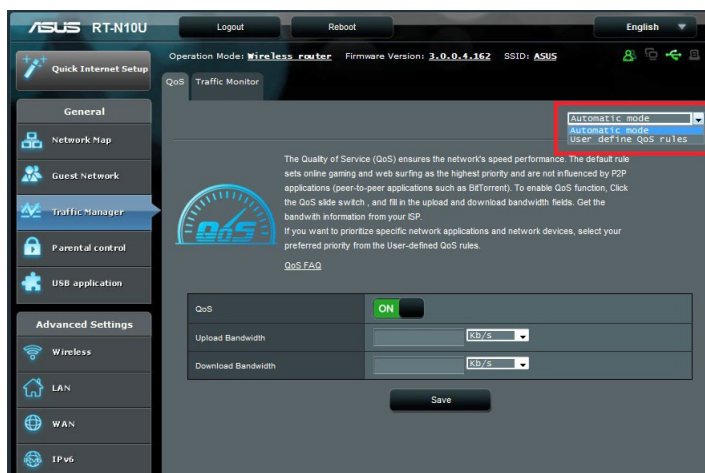 ASUS RT-N10U
Logout
Reboot
English
Quick Internet Setup
Operation Mode: Wireless router Firmware Version: 3.0.0.4.162 SSID: ASUS
QoS
Traffic Monitor
General
Network Map
Guest Network
Traffic Manager
Parental control
USB application
Advanced Settings
Wireless
LAN
WAN
IPv6
Automatic mode
Automatic mode
User define QoS rules
QoS
The Quality of Service (QoS) ensures the network's speed performance. The default rule
sets online gaming and web surfing as the highest priority and are not influenced by P2P
applications (peer-to-peer applications such as BitTorrent). To enable QoS function, Click
the QoS slide switch , and fill in the upload and download bandwidth fields. Get the
bandwith information from your ISP.
If you want to prioritize specific network applications and network devices, select your
preferred priority from the User-defined QoS rules.
QoS FAQ
QoS
ON
Upload Bandwidth
Kb/s
Download Bandwidth
Kb/s
Save